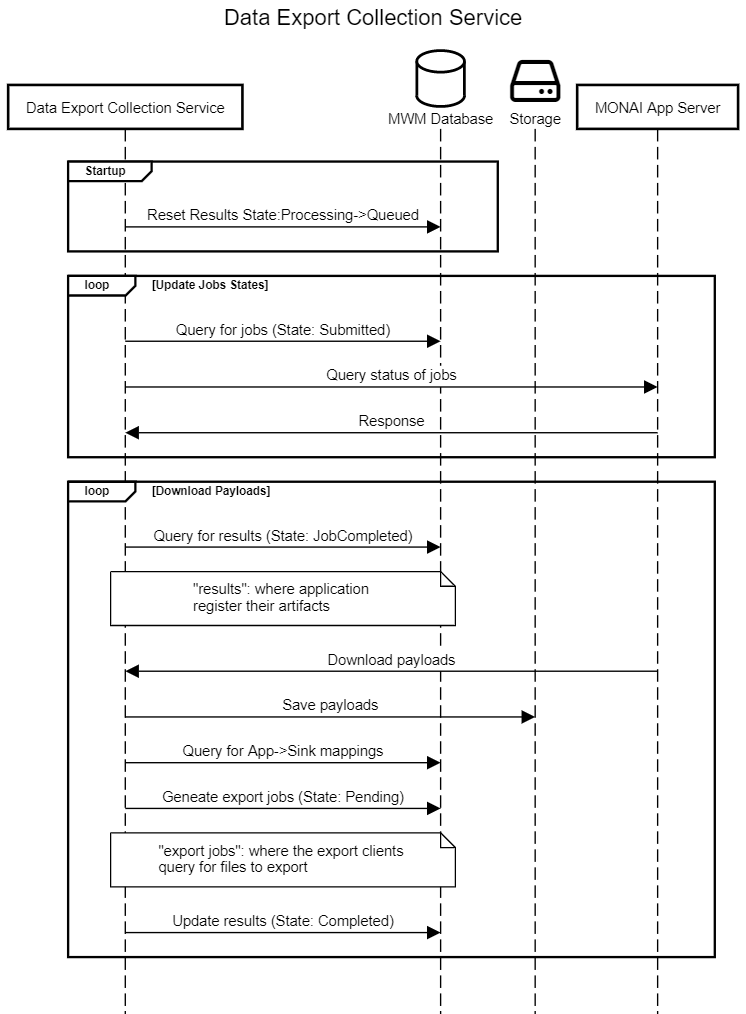 Data Export Collection Service
Data Export Collection Service
MWM Database
Storage
MONAI App Server
Startup
Reset Results State:Processing->Queued
loop
[Update Jobs States]
Query for jobs (State: Submitted)
Query status of jobs
Response
loop
[Download Payloads]
Query for results (State: JobCompleted)
"results": where application
register their artifacts
Download payloads
Save payloads
Query for App->Sink mappings
Geneate export jobs (State: Pending)
"export jobs": where the export clients
query for files to export
Update results (State: Completed)